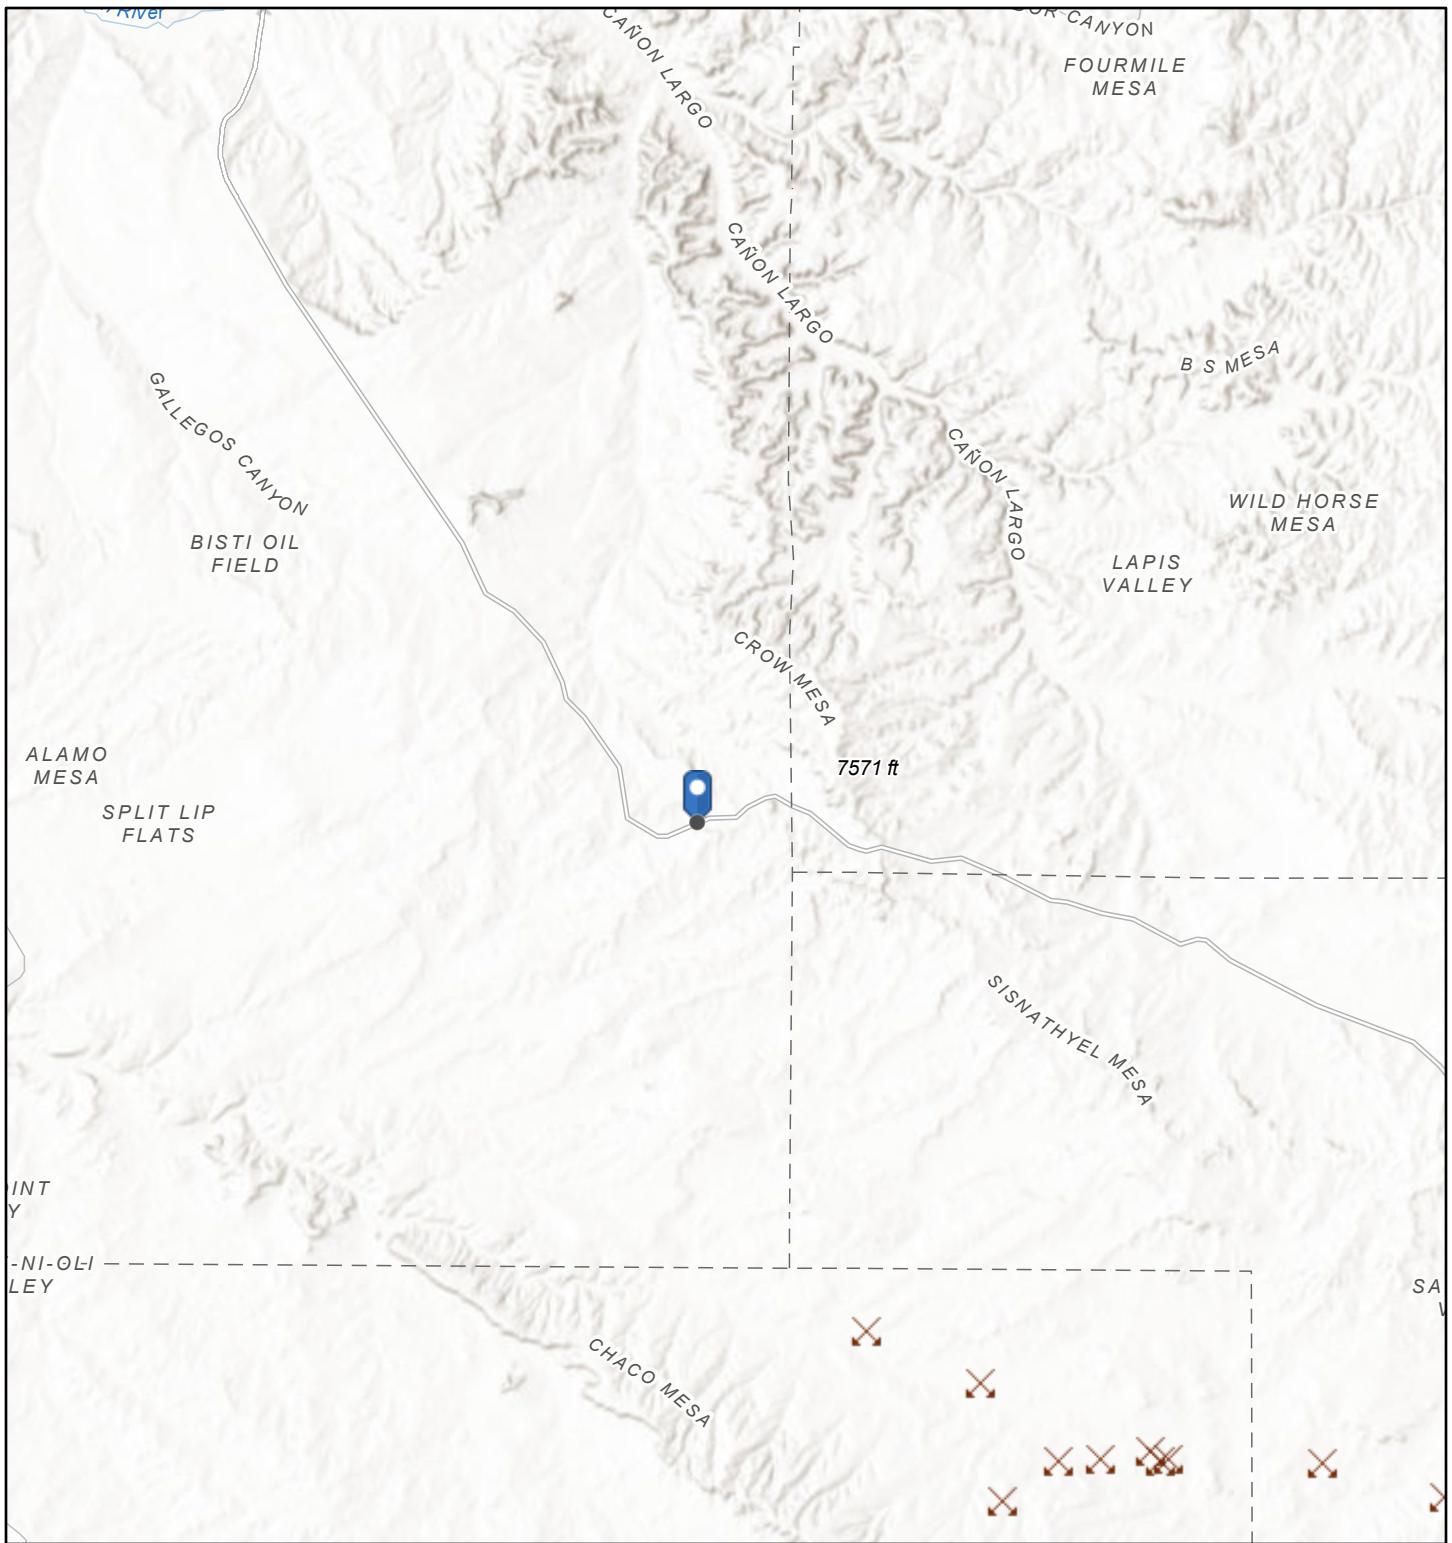 River
CAÑON LARGO
CANYON
FOURMILE
MESA
CAÑON LARGO
B S MESA
GALLEGOS CANYON
CAÑON LARGO
WILD HORSE
MESA
BISTI OIL
FIELD
LAPIS
VALLEY
CROW MESA
ALAMO
MESA
7571 ft
SPLIT LIP
FLATS
SISNATHYEL MESA
INT
Y
-NI-OLI
LEY
SA
CHACO MESA